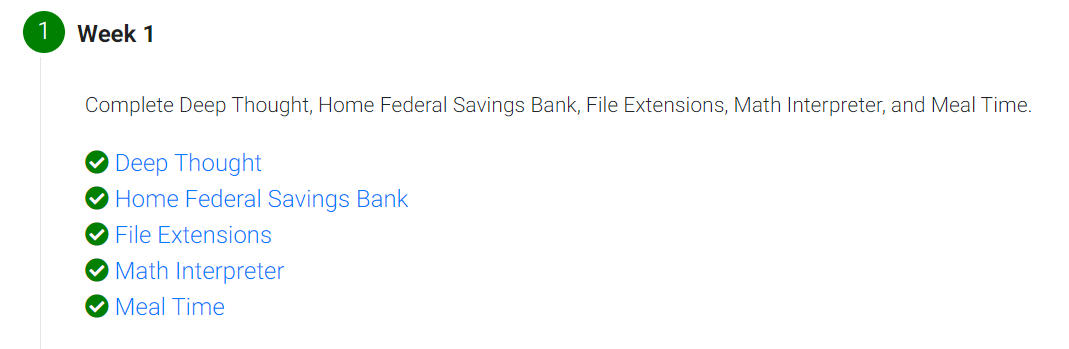 1 Week 1
Complete Deep Thought, Home Federal Savings Bank, File Extensions, Math Interpreter, and Meal Time.
Deep Thought
Home Federal Savings Bank
File Extensions
Math Interpreter
Meal Time